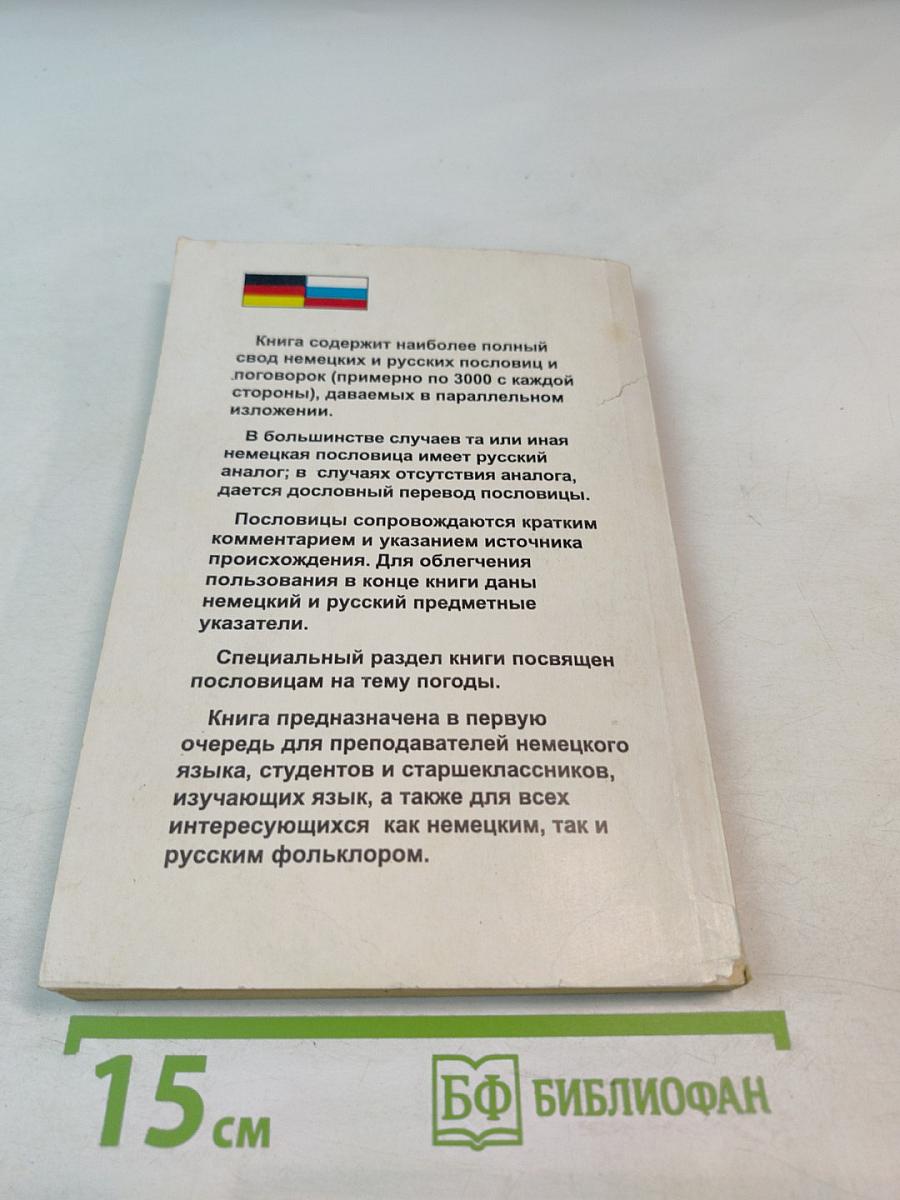 Книга содержит наиболее полный
свод немецких и русских пословиц и
поговорок (примерно по 3000 с каждой
стороны), даваемых в параллельном
изложении.
В большинстве случаев та или иная
немецкая пословица имеет русский
аналог; в случаях отсутствия аналога,
дается дословный перевод пословицы.
Пословицы сопровождаются кратким
комментарием и указанием источника
происхождения. Для облегчения
пользования в конце книги даны
немецкий и русский предметные
указатели.
Специальный раздел книги посвящен
пословицам на тему погоды.
Книга предназначена в первую
очередь для преподавателей немецкого
языка, студентов и старшеклассников,
изучающих язык, а также для всех
интересующихся как немецким, так и
русским фольклором.
15 см
БФ БИБЛИОФАН